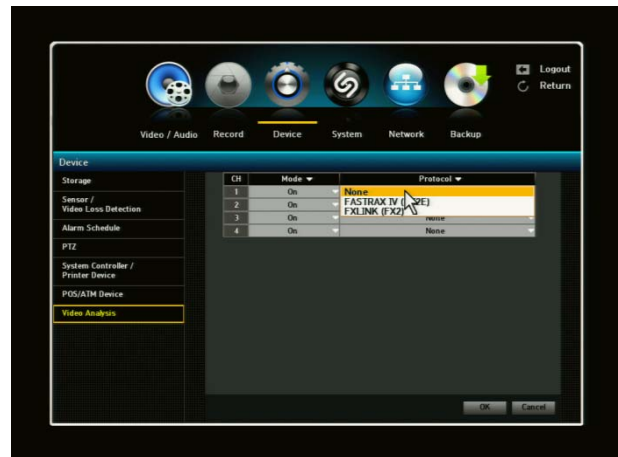 Logout
Return
Video / Audio Record Device System Network Backup
Device
Storage
Sensor /
Video Loss Detection
Alarm Schedule
PTZ
System Controller /
Printer Device
POS/ATM Device
Video Analysis
CH Mode Protocol
1 On None
FASTRAX IV (
2E)
2 On
FXLINK (FX2)
3 On None
4 On None
OK Cancel